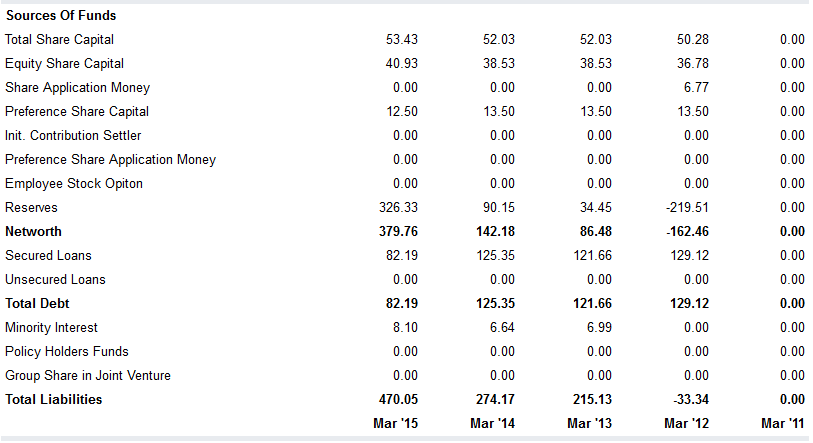 Sources Of Funds
Total Share Capital 53.43 52.03 52.03 50.28 0.00
Equity Share Capital 40.93 38.53 38.53 36.78 0.00
Share Application Money 0.00 0.00 0.00 6.77 0.00
Preference Share Capital 12.50 13.50 13.50 13.50 0.00
Init. Contribution Settler 0.00 0.00 0.00 0.00 0.00
Preference Share Application Money 0.00 0.00 0.00 0.00 0.00
Employee Stock Opiton 0.00 0.00 0.00 0.00 0.00
Reserves 326.33 90.15 34.45 -219.51 0.00
Networth 379.76 142.18 86.48 -162.46 0.00
Secured Loans 82.19 125.35 121.66 129.12 0.00
Unsecured Loans 0.00 0.00 0.00 0.00 0.00
Total Debt 82.19 125.35 121.66 129.12 0.00
Minority Interest 8.10 6.64 6.99 0.00 0.00
Policy Holders Funds 0.00 0.00 0.00 0.00 0.00
Group Share in Joint Venture 0.00 0.00 0.00 0.00 0.00
Total Liabilities 470.05 274.17 215.13 -33.34 0.00
Mar '15 Mar '14 Mar '13 Mar '12 Mar '11